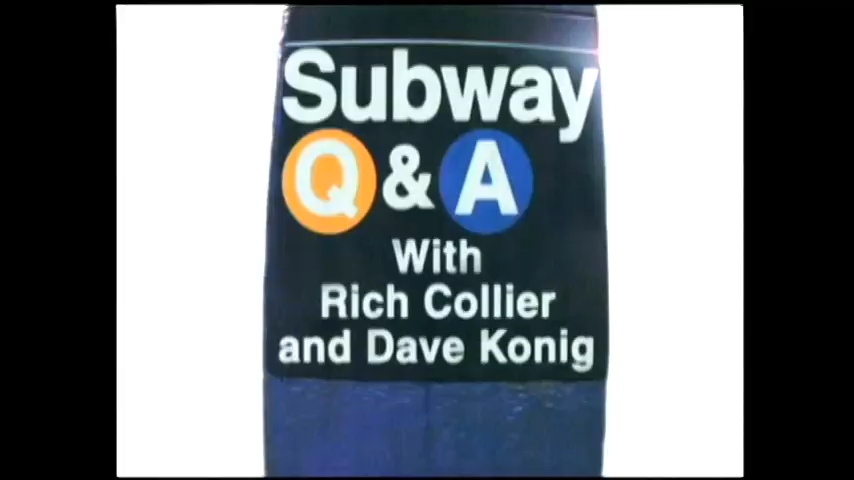 Subway
Q & A
With
Rich Collier
and Dave Konig